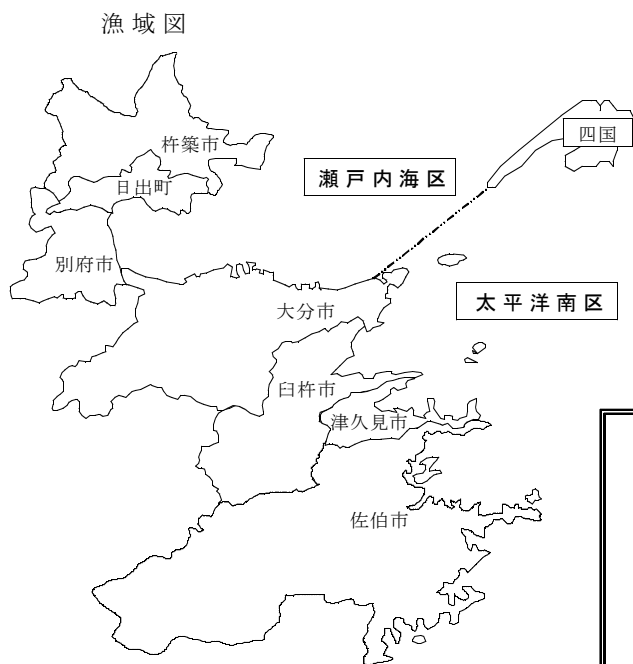 漁域図
四国
杵築市
瀬戸内海区
日出町
別府市
太平洋南区
大分市
臼杵市
津久見市
佐伯市